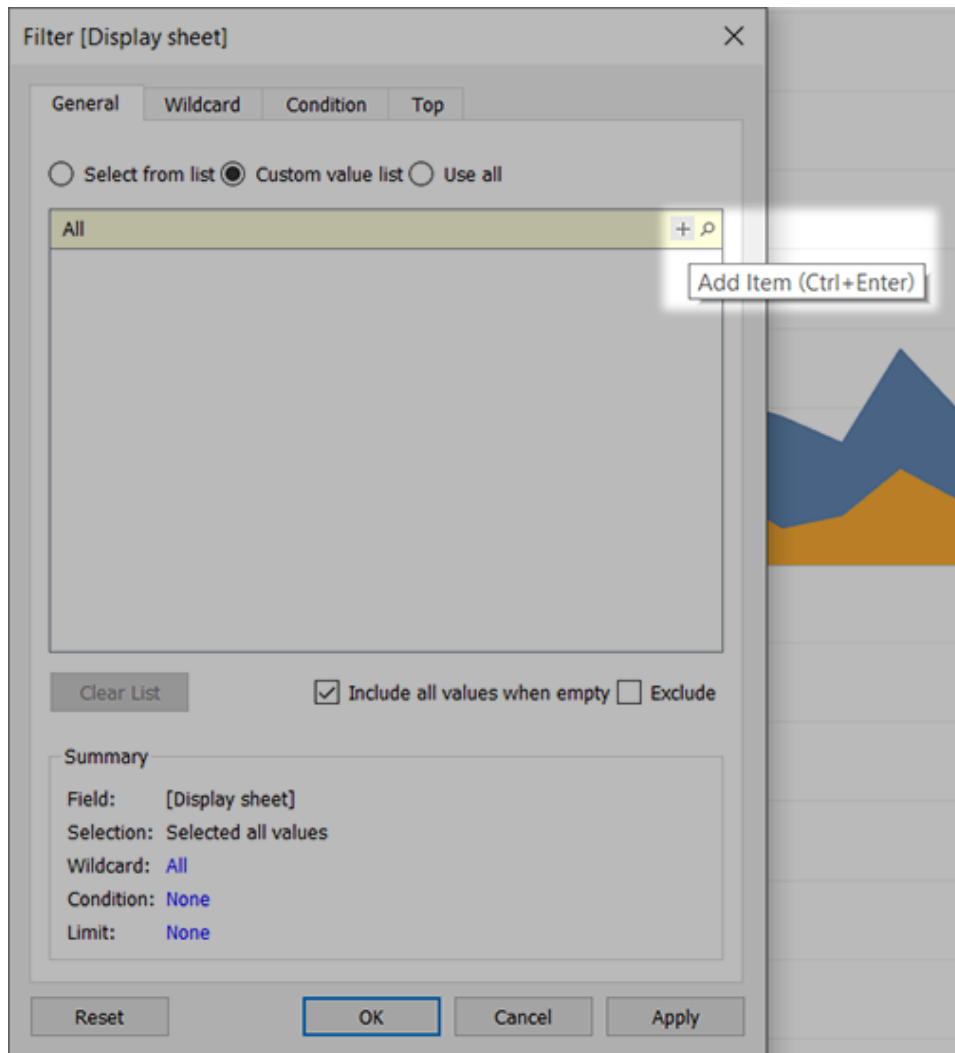 Filter [Display sheet]
General Wildcard Condition Top
Select from list Custom value list Use all
All
Add Item (Ctrl+Enter)
Clear List Include all values when empty Exclude
Summary
Field: [Display sheet]
Selection: Selected all values
Wildcard: All
Condition: None
Limit: None
Reset OK Cancel Apply